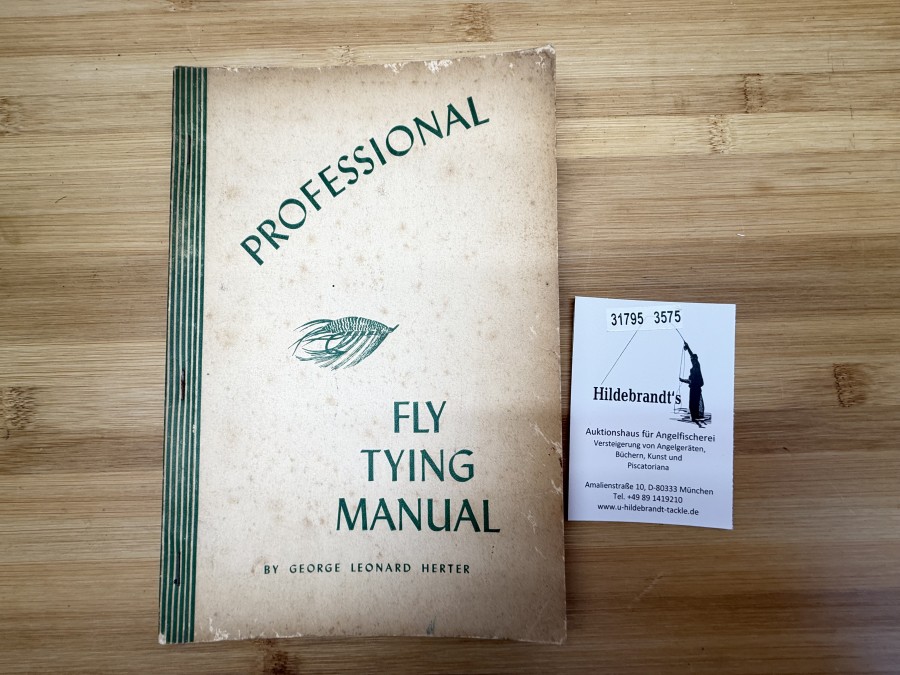 PROFESSIONAL
FLY
TYING
MANUAL
BY GEORGE LEONARD HERTER
31795 3575
Hildebrandt's
Auktionshaus für Angelfischerei
Versteigerung von Angelgeräten,
Büchern, Kunst und
Piscatoriana
Amalienstraße 10, D-80333 München
Tel. +49 89 1419210
www.u-hildebrandt-tackle.de